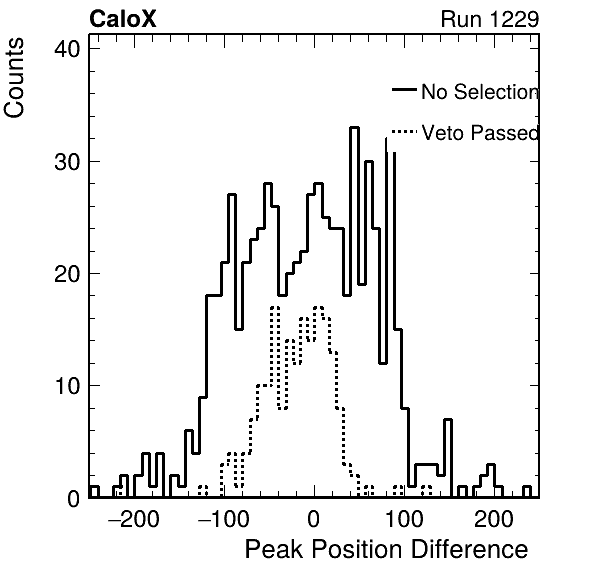 CaloX
Run 1229
Counts
40
30
20
10
0
No Selection
Veto Passed
−200
−100
0
100
200
Peak Position Difference